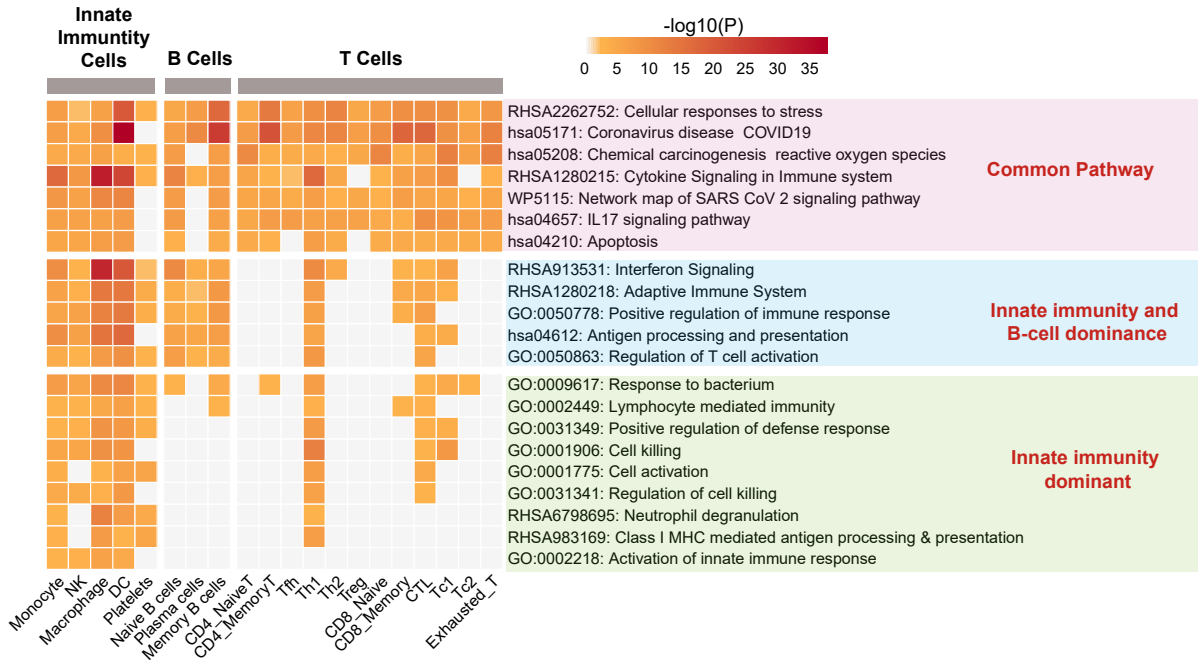 Innate
Immuntity
Cells
B Cells
T Cells
-log10(P)
0 5 10 15 20 25 30 35
RHSA2262752: Cellular responses to stress
hsa05171: Coronavirus disease COVID19
hsa05208: Chemical carcinogenesis reactive oxygen species
RHSA1280215: Cytokine Signaling in Immune system
WP5115: Network map of SARS CoV 2 signaling pathway
hsa04657: IL17 signaling pathway
hsa04210: Apoptosis
Common Pathway
RHSA913531: Interferon Signaling
RHSA1280218: Adaptive Immune System
GO:0050778: Positive regulation of immune response
hsa04612: Antigen processing and presentation
GO:0050863: Regulation of T cell activation
Innate immunity and
B-cell dominance
GO:0009617: Response to bacterium
GO:0002449: Lymphocyte mediated immunity
GO:0031349: Positive regulation of defense response
GO:0001906: Cell killing
GO:0001775: Cell activation
GO:0031341: Regulation of cell killing
RHSA6798695: Neutrophil degranulation
RHSA983169: Class I MHC mediated antigen processing & presentation
GO:0002218: Activation of innate immune response
Innate immunity
dominant
Monocyte
NK
Macrophage
DC
Platelets
Naive B cells
Plasma cells
Memory B cells
CD4_NaiveT
CD4_MemoryT
Tfh
Th1
Th2
Treg
CD8_Naive
CD8_Memory
CTL
Tc1
Tc2
Exhausted_T